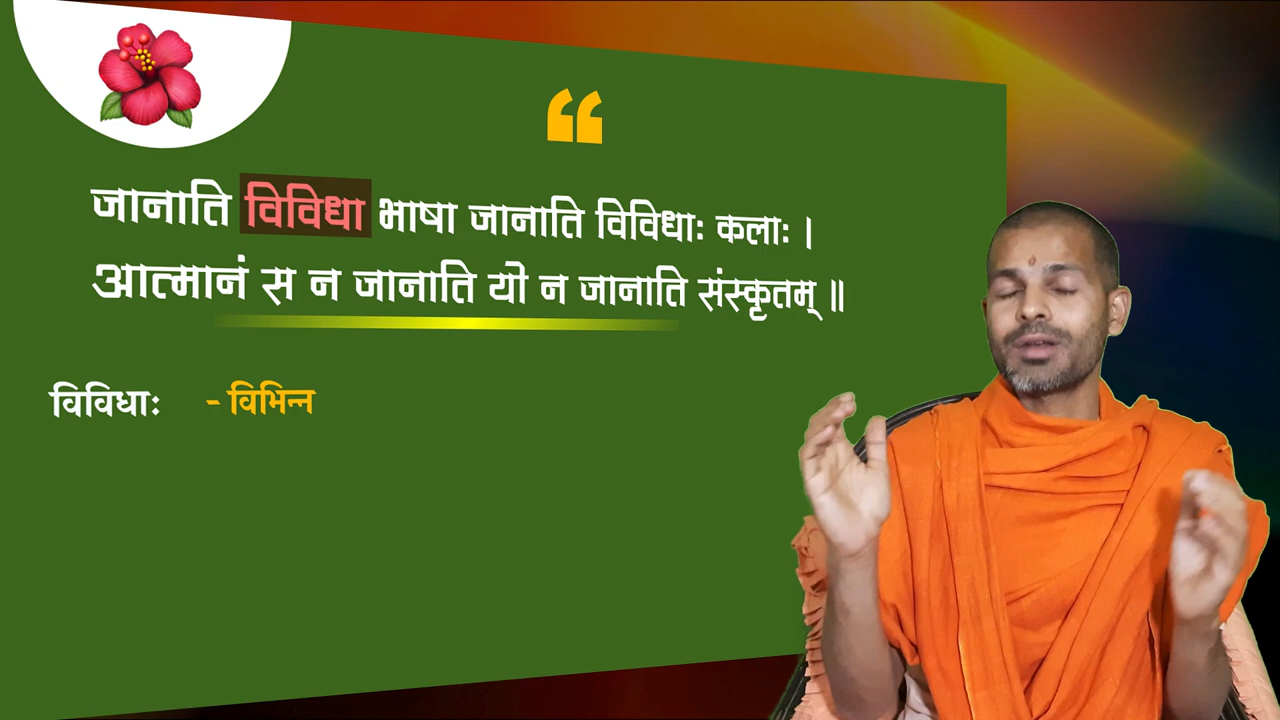 “
जानाति विविधा भाषा जानाति विविधाः कलाः ।
आत्मानं स न जानाति यो न जानाति संस्कृतम् ॥
विविधाः - विभिन्न